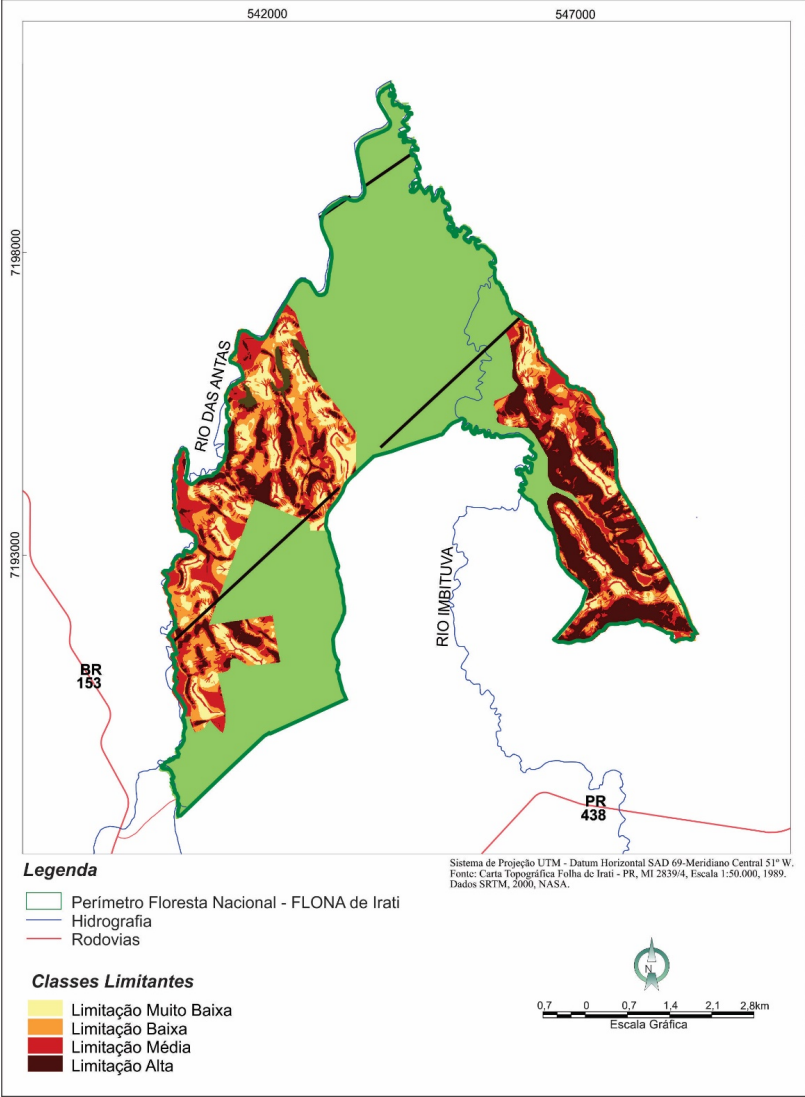 542000
547000
7198000
RIO DAS ANTAS
7193000
RIO IMBITUVA
BR
153
PR
438
Legenda
Sistema de Projeção UTM - Datum Horizontal SAD 69-Meridiano Central 51º W.
Fonte: Carta Topográfica Folha de Irati - PR, MI 2839/4, Escala 1:50.000, 1989.
Dados SRTM, 2000, NASA.
Perímetro Floresta Nacional - FLONA de Irati
Hidrografia
Rodovias
N
Classes Limitantes
Limitação Muito Baixa
Limitação Baixa
Limitação Média
Limitação Alta
0,7 0 0,7 1,4 2,1 2,8km
Escala Gráfica